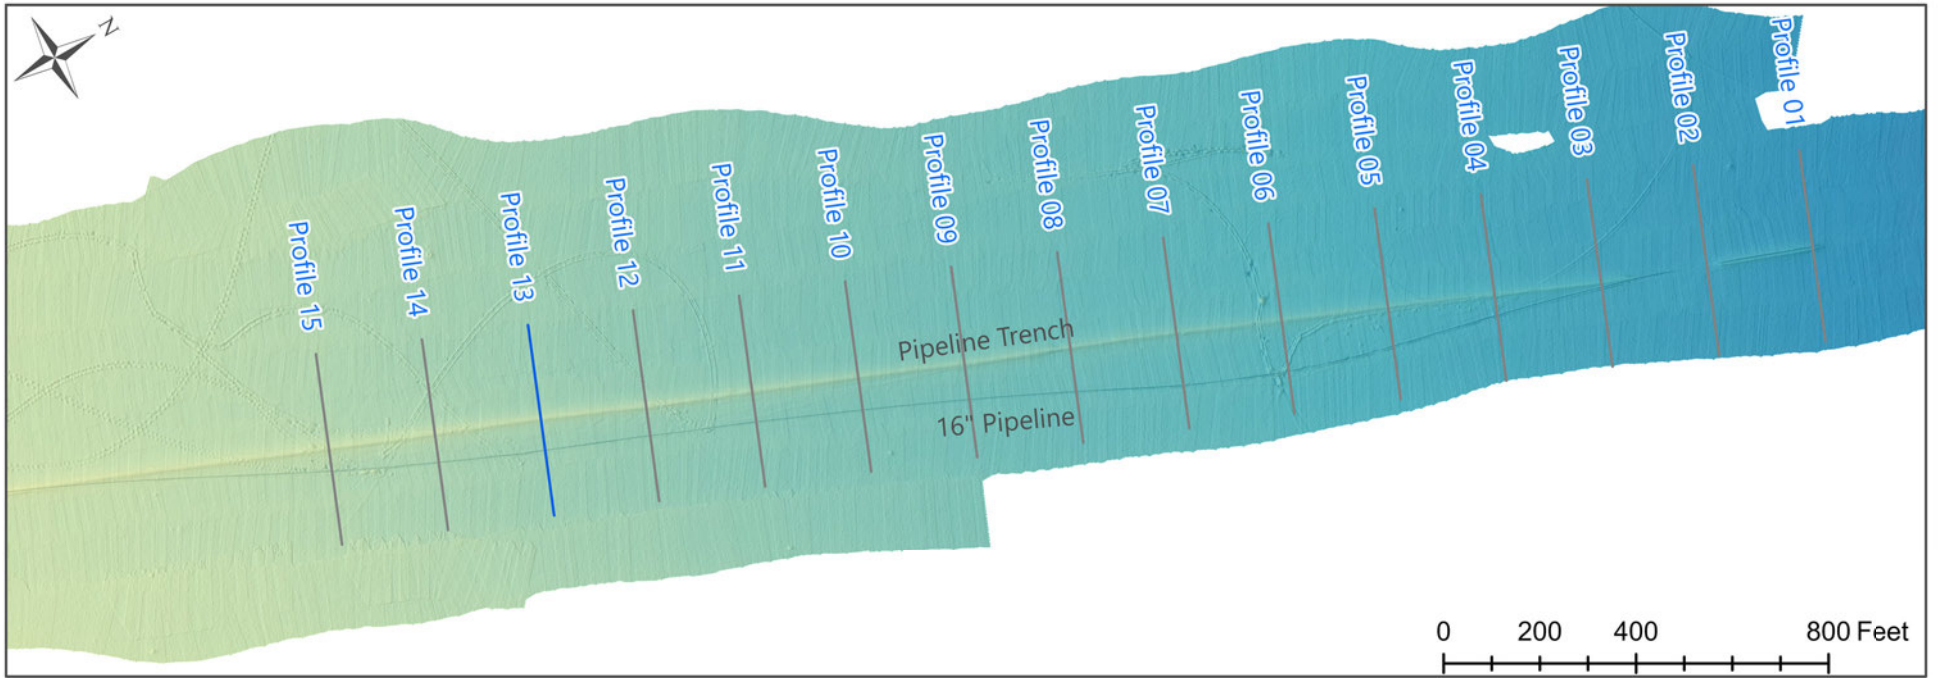 N
Profile 15
Profile 14
Profile 13
Profile 12
Profile 11
Profile 10
Profile 09
Profile 08
Profile 07
Profile 06
Profile 05
Profile 04
Profile 03
Profile 02
Profile 01
Pipeline Trench
16" Pipeline
0 200 400 800 Feet